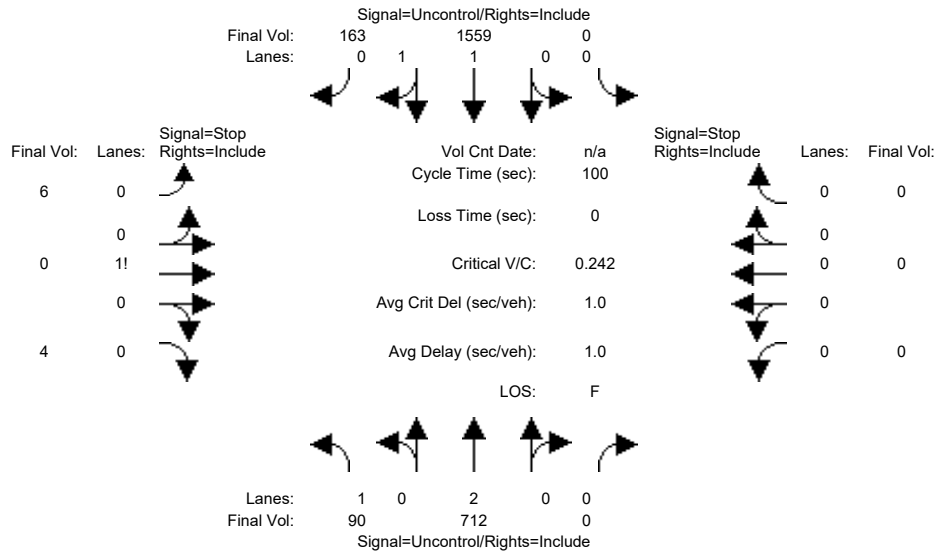 Signal=Uncontrol/Rights=Include
Final Vol: 163 1559 0
Lanes: 0 1 1 0 0
Signal=Stop
Final Vol: Lanes: Rights=Include
Vol Cnt Date: n/a
Signal=Stop
Rights=Include Lanes: Final Vol:
Cycle Time (sec): 100
6 0
0 0
Loss Time (sec): 0
0
0
0 1!
Critical V/C: 0.242
0 0
0
Avg Crit Del (sec/veh): 1.0
0
4 0
Avg Delay (sec/veh): 1.0
0 0
LOS: F
Lanes: 1 0 2 0 0
Final Vol: 90 712 0
Signal=Uncontrol/Rights=Include